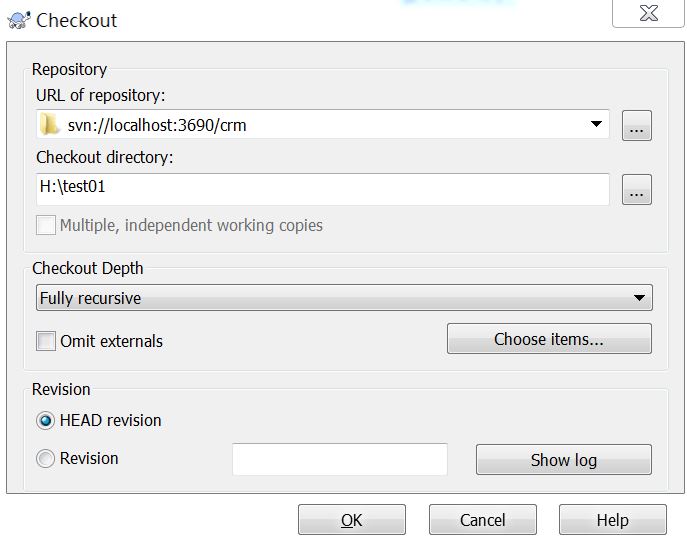 Checkout
Repository
URL of repository:
svn://localhost:3690/crm
...
Checkout directory:
H:\test01
...
Multiple, independent working copies
Checkout Depth
Fully recursive
Omit externals
Choose items...
Revision
HEAD revision
Revision
Show log
OK
Cancel
Help